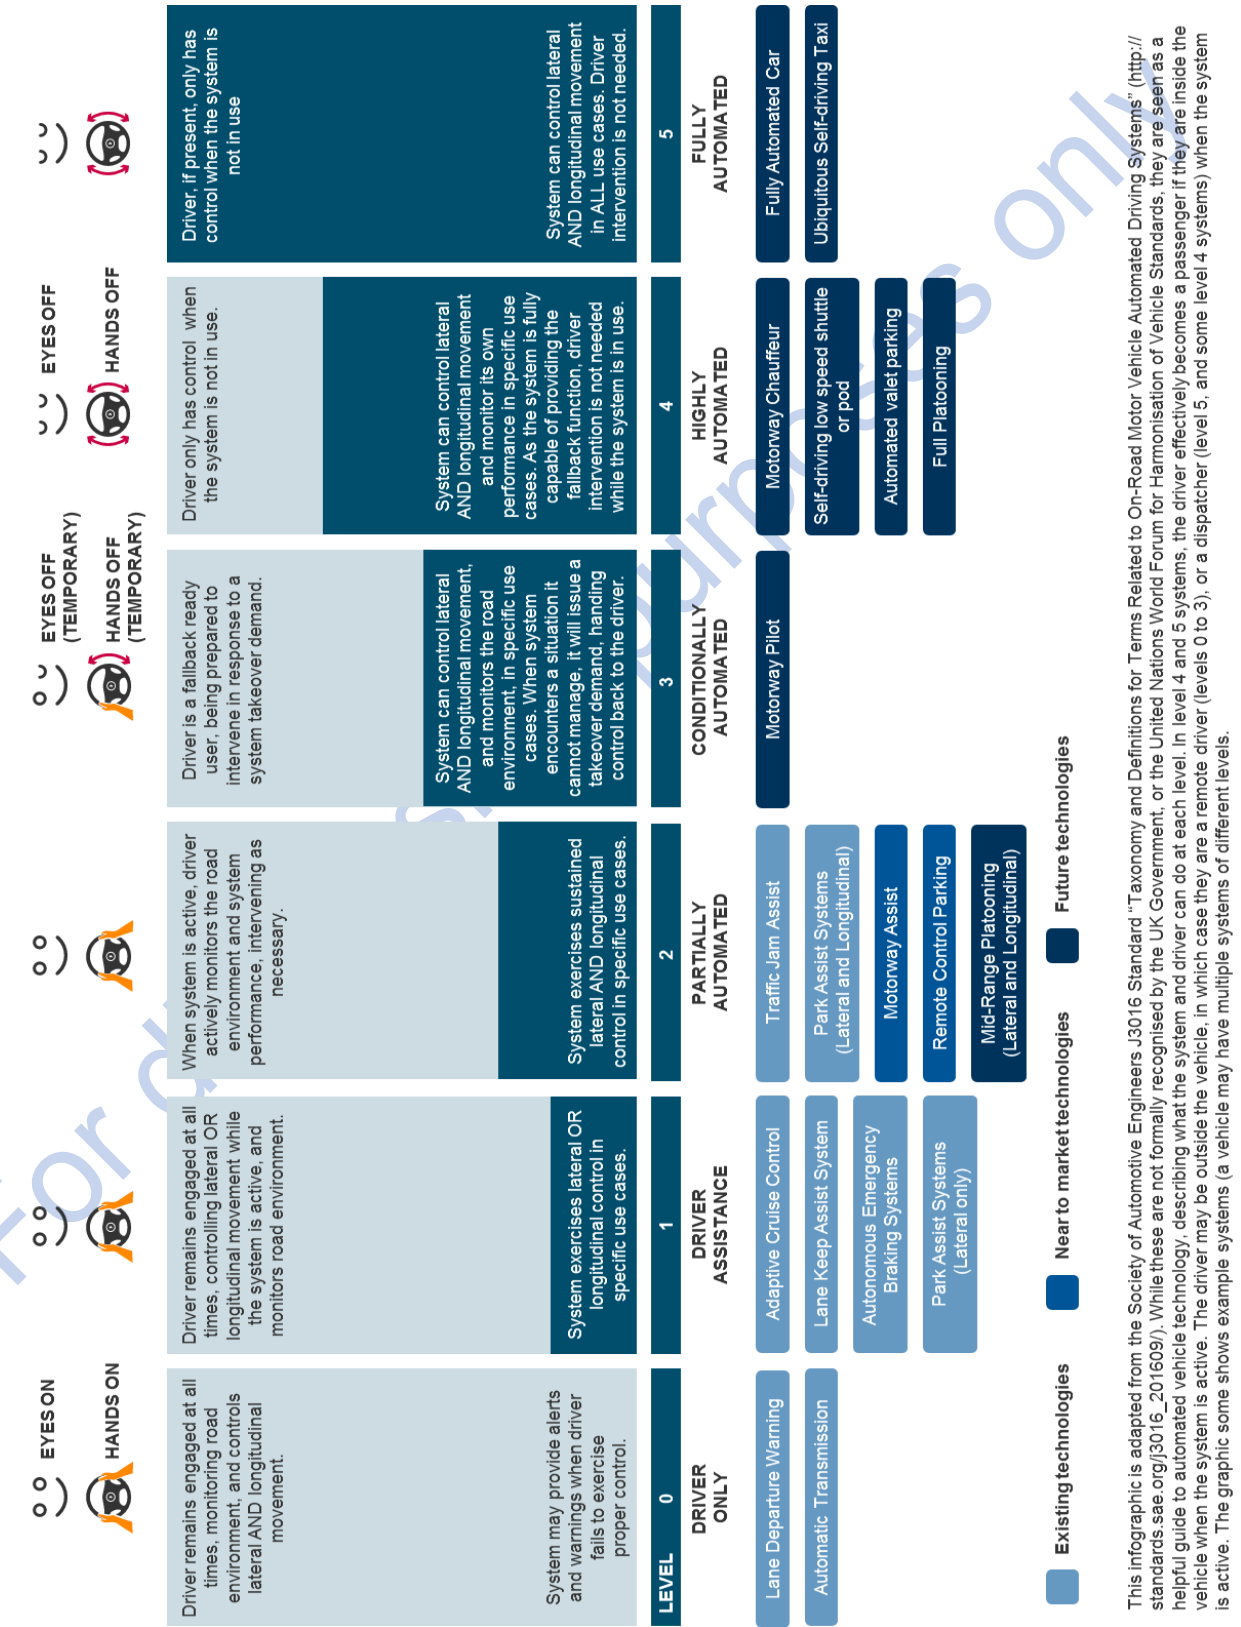 EYES ON
HANDS ON
EYES OFF
(TEMPORARY)
HANDS OFF
(TEMPORARY)
EYES OFF
HANDS OFF
Driver remains engaged at all
times, monitoring road
environment, and controls
lateral AND longitudinal
movement.
System may provide alerts
and warnings when driver
fails to exercise
proper control.
Driver remains engaged at all
times, controlling lateral OR
longitudinal movement while
the system is active, and
monitors road environment.
System exercises lateral OR
longitudinal control in
specific use cases.
When system is active, driver
actively monitors the road
environment and system
performance, intervening as
necessary.
System exercises sustained
lateral AND longitudinal
control in specific use cases.
Driver is a fallback ready
user, being prepared to
intervene in response to a
system takeover demand.
System can control lateral
AND longitudinal movement,
and monitors the road
environment, in specific use
cases. When system
encounters a situation it
cannot manage, it will issue a
takeover demand, handing
control back to the driver.
Driver only has control when
the system is not in use.
System can control lateral
AND longitudinal movement
and monitor its own
performance in specific use
cases. As the system is fully
capable of providing the
fallback function, driver
intervention is not needed
while the system is in use.
Driver, if present, only has
control when the system is
not in use
System can control lateral
AND longitudinal movement
in ALL use cases. Driver
intervention is not needed.
LEVEL 0 1 2 3 4 5
DRIVER
ONLY
DRIVER
ASSISTANCE
PARTIALLY
AUTOMATED
CONDITIONALLY
AUTOMATED
HIGHLY
AUTOMATED
FULLY
AUTOMATED
Lane Departure Warning
Automatic Transmission
Adaptive Cruise Control
Lane Keep Assist System
Autonomous Emergency
Braking Systems
Park Assist Systems
(Lateral only)
Traffic Jam Assist
Park Assist Systems
(Lateral and Longitudinal)
Motorway Assist
Remote Control Parking
Mid-Range Platooning
(Lateral and Longitudinal)
Motorway Pilot
Motorway Chauffeur
Self-driving low speed shuttle
or pod
Automated valet parking
Full Platooning
Fully Automated Car
Ubiquitous Self-driving Taxi
Existing technologies
Near to market technologies
Future technologies
This infographic is adapted from the Society of Automotive Engineers J3016 Standard "Taxonomy and Definitions for Terms Related to On-Road Motor Vehicle Automated Driving Systems" (http://
standards.sae.org/j3016_201609/). While these are not formally recognised by the UK Government, or the United Nations World Forum for Harmonisation of Vehicle Standards, they are seen as a
helpful guide to automated vehicle technology, describing what the system and driver can do at each level. In level 4 and 5 systems, the driver effectively becomes a passenger if they are inside the
vehicle when the system is active. The driver may be outside the vehicle, in which case they are a remote driver (levels 0 to 3), or a dispatcher (level 5, and some level 4 systems) when the system
is active. The graphic some shows example systems (a vehicle may have multiple systems of different levels.
For purposes only